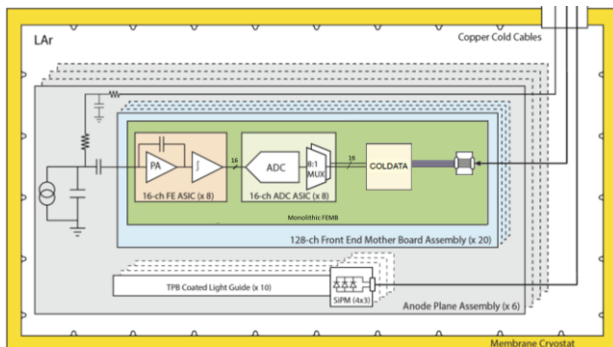 LAr
Copper Cold Cables
PA
∫
16
ADC
8:1
MUX
16
COLDATA
16-ch FE ASIC (x 8)
16-ch ADC ASIC (x 8)
Monolithic FEMB
128-ch Front End Mother Board Assembly (x 20)
TPB Coated Light Guide (x 10)
SiPM (4x3)
Anode Plane Assembly (x 6)
Membrane Cryostat